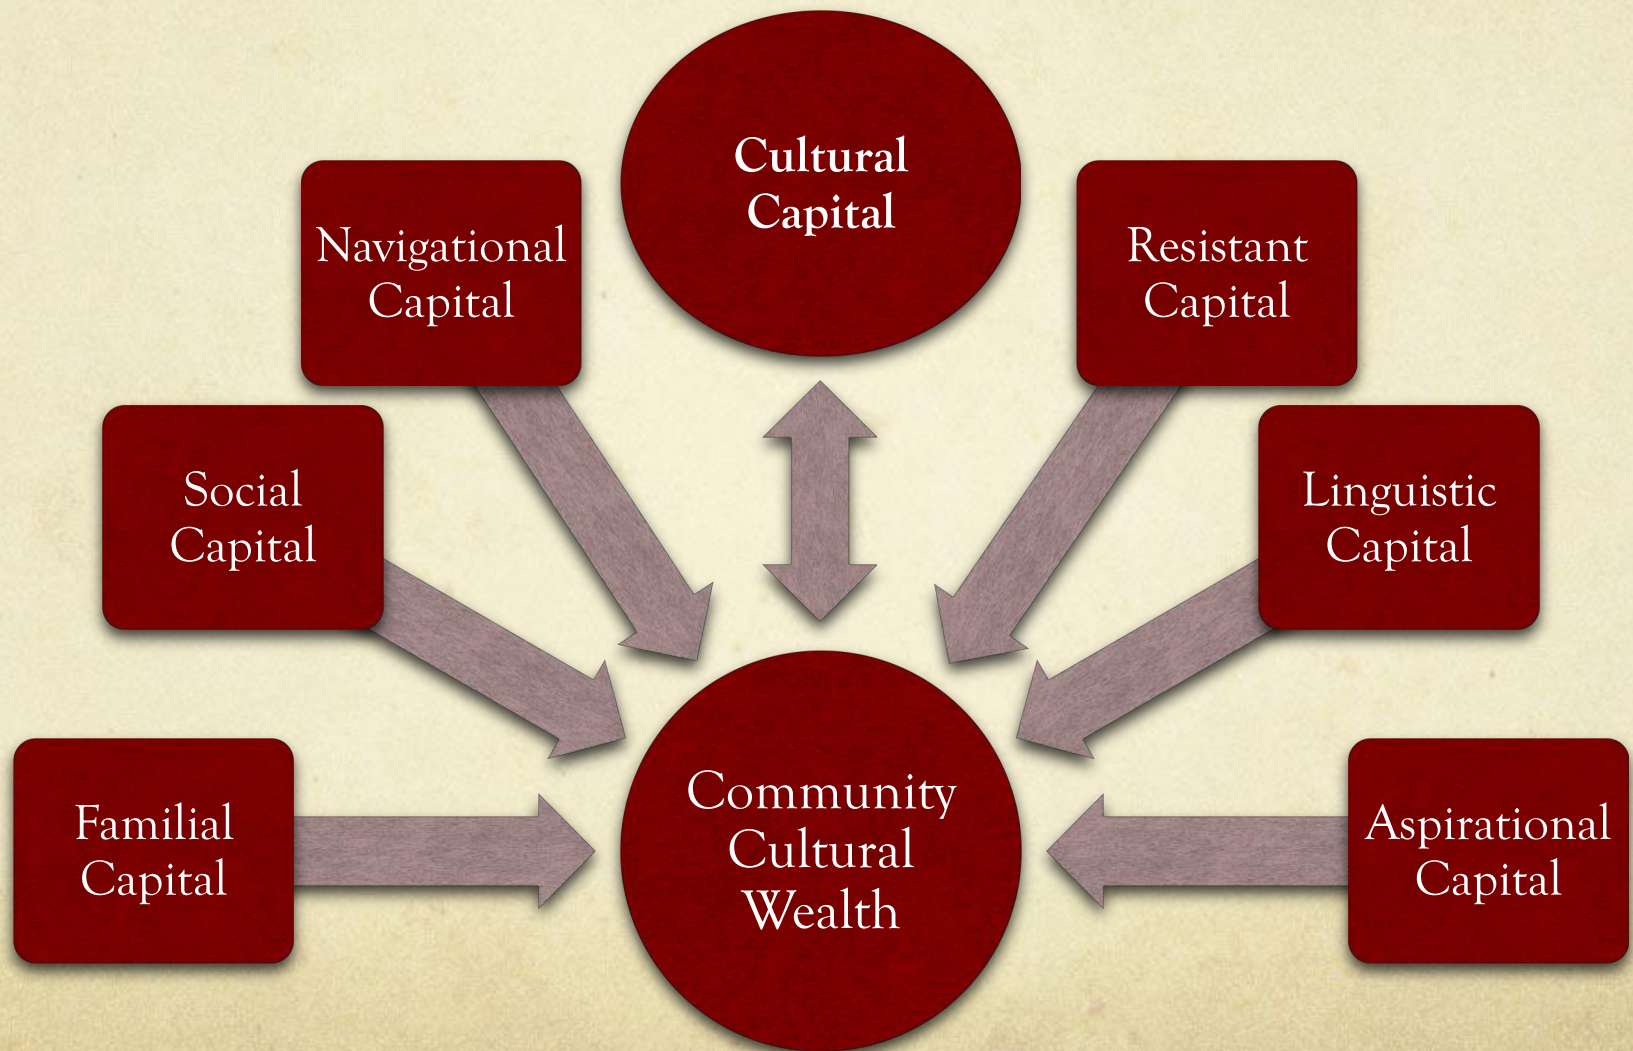 Cultural
Capital
Navigational
Capital
Resistant
Capital
Social
Capital
Linguistic
Capital
Familial
Capital
Community
Cultural
Wealth
Aspirational
Capital